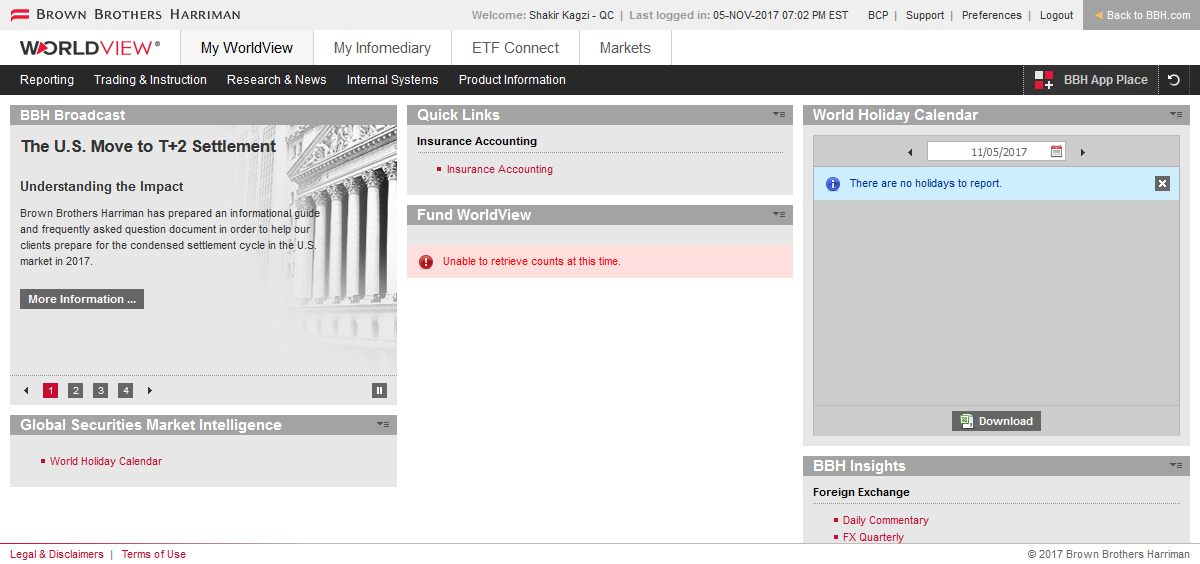 BROWN BROTHERS HARRIMAN
Welcome: Shakir Kagzi - QC | Last logged in: 05-NOV-2017 07:02 PM EST
BCP | Support | Preferences | Logout
Back to BBH.com
WORLDVIEW®
My WorldView
My Infomediary
ETF Connect
Markets
Reporting
Trading & Instruction
Research & News
Internal Systems
Product Information
BBH App Place
BBH Broadcast
The U.S. Move to T+2 Settlement
Understanding the Impact
Brown Brothers Harriman has prepared an informational guide
and frequently asked question document in order to help our
clients prepare for the condensed settlement cycle in the U.S.
market in 2017.
More Information ...
1 2 3 4
Global Securities Market Intelligence
World Holiday Calendar
Quick Links
Insurance Accounting
Insurance Accounting
Fund WorldView
Unable to retrieve counts at this time.
World Holiday Calendar
11/05/2017
There are no holidays to report.
Download
BBH Insights
Foreign Exchange
Daily Commentary
FX Quarterly
Legal & Disclaimers | Terms of Use
© 2017 Brown Brothers Harriman